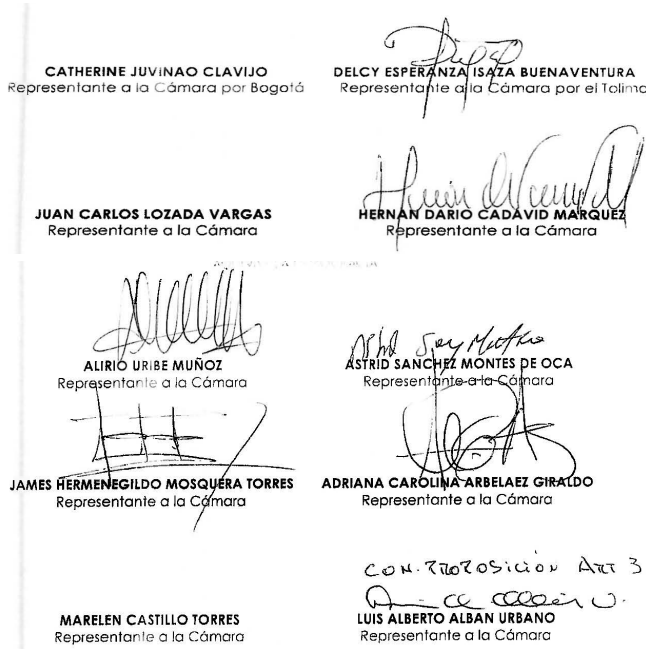 CATHERINE JUVINAO CLAVIJO
Representante a la Cámara por Bogotá
DELCY ESPERANZA ISAZA BUENAVENTURA
Representante a la Cámara por el Tolima
JUAN CARLOS LOZADA VARGAS
Representante a la Cámara
HERNAN DARIO CADAVID MARQUEZ
Representante a la Cámara
ALIRIO URIBE MUÑOZ
Representante a la Cámara
ASTRID SANCHEZ MONTES DE OCA
Representante a la Cámara
JAMES HERMENEGILDO MOSQUERA TORRES
Representante a la Cámara
ADRIANA CAROLINA ARBELAEZ GIRALDO
Representante a la Cámara
MARELEN CASTILLO TORRES
Representante a la Cámara
CON PROPOSICIÓN ART 3
LUIS ALBERTO ALBAN URBANO
Representante a la Cámara